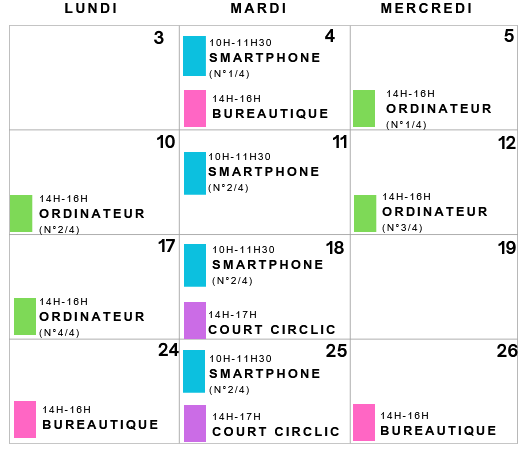 LUNDI MARDI MERCREDI
3
4
10H-11H30
SMARTPHONE
(N°1/4)
14H-16H
BUREAUTIQUE
5
14H-16H
ORDINATEUR
(N°1/4)
10
14H-16H
ORDINATEUR
(N°2/4)
11
10H-11H30
SMARTPHONE
(N°2/4)
12
14H-16H
ORDINATEUR
(N°3/4)
17
14H-16H
ORDINATEUR
(N°4/4)
18
10H-11H30
SMARTPHONE
(N°2/4)
14H-17H
COURT CIRCLIC
19
24
14H-16H
BUREAUTIQUE
25
10H-11H30
SMARTPHONE
(N°2/4)
14H-17H
COURT CIRCLIC
26
14H-16H
BUREAUTIQUE